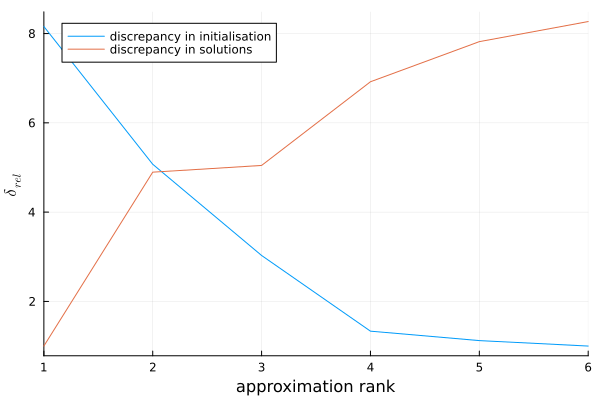 discrepancy in initialisation
discrepancy in solutions
8
6
4
2
δ_rel
1 2 3 4 5 6
approximation rank